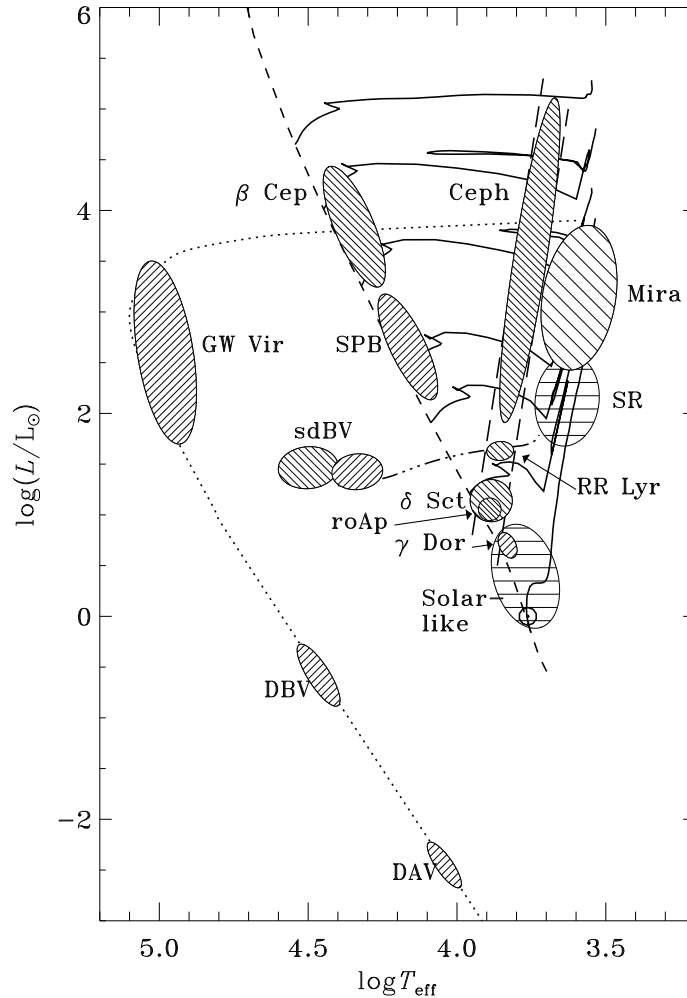 6
β Cep
Ceph
4
Mira
GW Vir
SPB
SR
2
sdBV
RR Lyr
δ Sct
roAp
γ Dor
Solar-
like
0
DBV
-2
DAV
5.0 4.5 4.0 3.5
log(L/L☉)
logT_eff